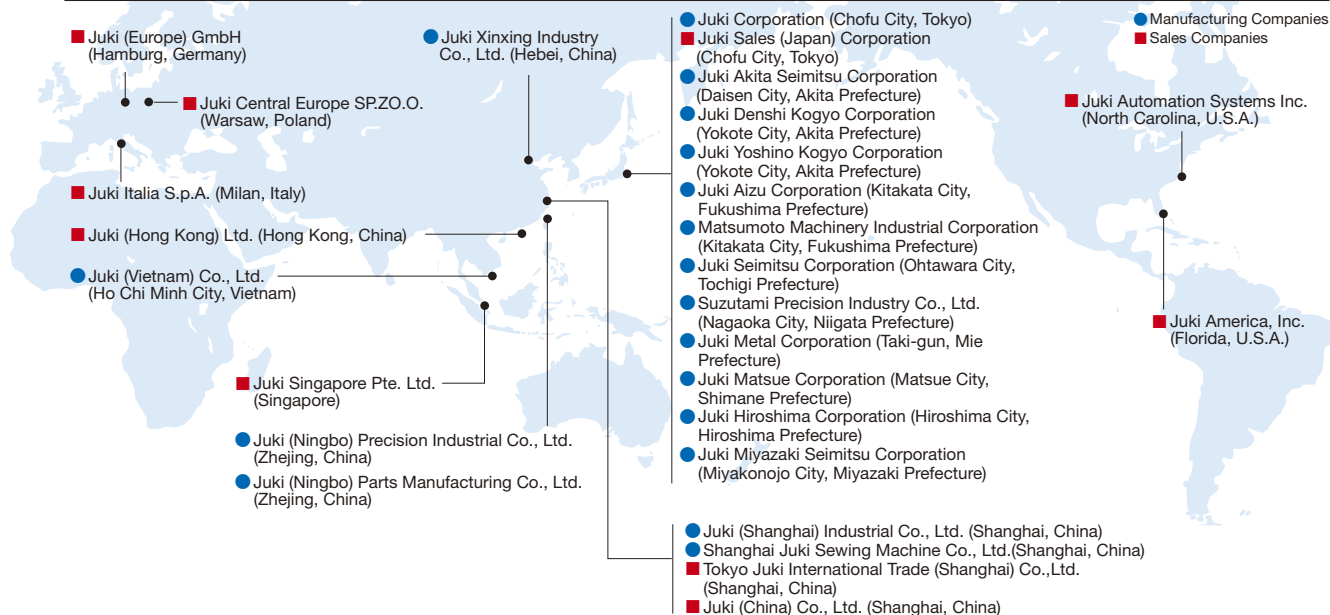 Juki (Europe) GmbH
(Hamburg, Germany)
Juki Central Europe SP.ZO.O.
(Warsaw, Poland)
Juki Italia S.p.A. (Milan, Italy)
Juki (Hong Kong) Ltd. (Hong Kong, China)
Juki (Vietnam) Co., Ltd.
(Ho Chi Minh City, Vietnam)
Juki Singapore Pte. Ltd.
(Singapore)
Juki (Ningbo) Precision Industrial Co., Ltd.
(Zhejing, China)
Juki (Ningbo) Parts Manufacturing Co., Ltd.
(Zhejing, China)
Juki Xinxing Industry
Co., Ltd. (Hebei, China)
Juki Corporation (Chofu City, Tokyo)
Juki Sales (Japan) Corporation
(Chofu City, Tokyo)
Juki Akita Seimitsu Corporation
(Daisen City, Akita Prefecture)
Juki Denshi Kogyo Corporation
(Yokote City, Akita Prefecture)
Juki Yoshino Kogyo Corporation
(Yokote City, Akita Prefecture)
Juki Aizu Corporation (Kitakata City,
Fukushima Prefecture)
Matsumoto Machinery Industrial Corporation
(Kitakata City, Fukushima Prefecture)
Juki Seimitsu Corporation (Ohtawara City,
Tochigi Prefecture)
Suzutami Precision Industry Co., Ltd.
(Nagaoka City, Niigata Prefecture)
Juki Metal Corporation (Taki-gun, Mie
Prefecture)
Juki Matsue Corporation (Matsue City,
Shimane Prefecture)
Juki Hiroshima Corporation (Hiroshima City,
Hiroshima Prefecture)
Juki Miyazaki Seimitsu Corporation
(Miyakonojo City, Miyazaki Prefecture)
Juki (Shanghai) Industrial Co., Ltd. (Shanghai, China)
Shanghai Juki Sewing Machine Co., Ltd.(Shanghai, China)
Tokyo Juki International Trade (Shanghai) Co.,Ltd.
(Shanghai, China)
Juki (China) Co., Ltd. (Shanghai, China)
Manufacturing Companies
Sales Companies
Juki Automation Systems Inc.
(North Carolina, U.S.A.)
Juki America, Inc.
(Florida, U.S.A.)